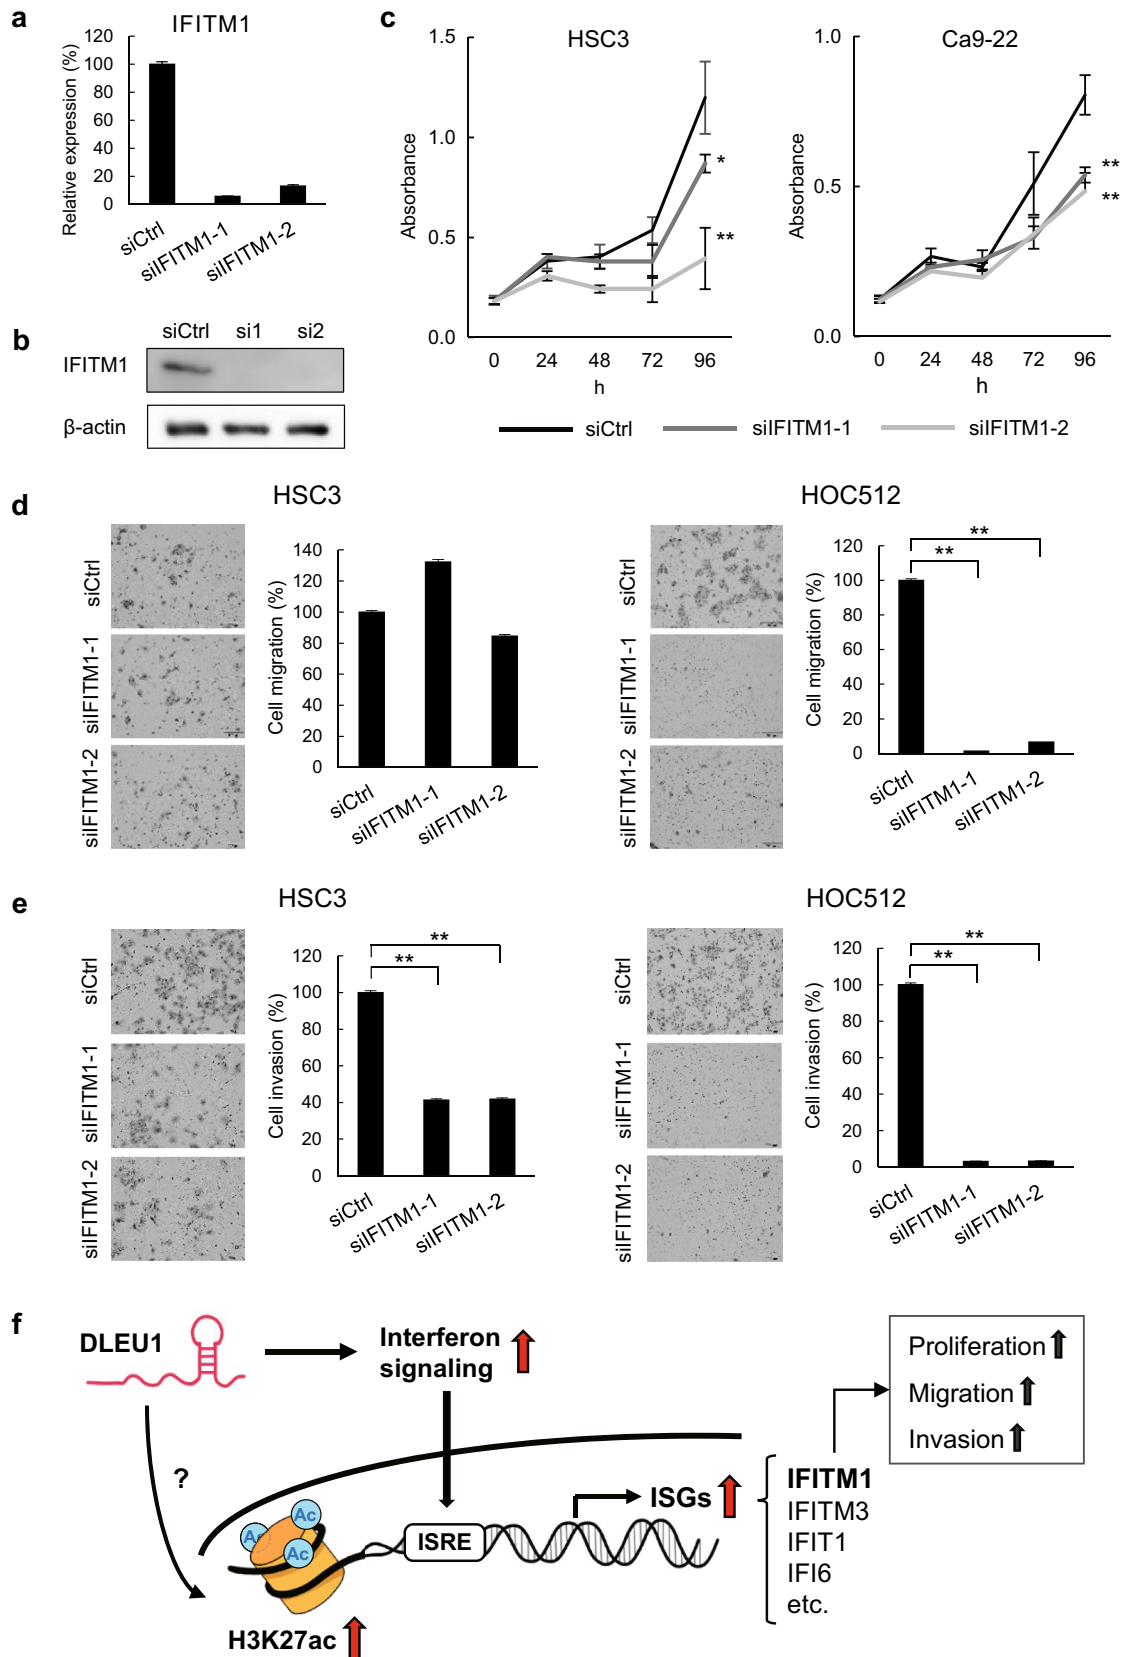 a
IFITM1
Relative expression (%)
120
100
80
60
40
20
0
siCtrl
siIFITM1-1
siIFITM1-2
b
siCtrl si1 si2
IFITM1
β-actin
c
HSC3
Absorbance
1.5
1.0
0.5
0.0
*
**
0 24 48 72 96
h
Ca9-22
Absorbance
1.0
0.5
0.0
**
**
0 24 48 72 96
h
siCtrl siIFITM1-1 siIFITM1-2
d
HSC3
siCtrl
siIFITM1-1
siIFITM1-2
Cell migration (%)
140
120
100
80
60
40
20
0
siCtrl
siIFITM1-1
siIFITM1-2
HOC512
siCtrl
siIFITM1-1
siIFITM1-2
Cell migration (%)
120
100
80
60
40
20
0
**
**
siCtrl
siIFITM1-1
siIFITM1-2
e
HSC3
siCtrl
siIFITM1-1
siIFITM1-2
Cell invasion (%)
120
100
80
60
40
20
0
**
**
siCtrl
siIFITM1-1
siIFITM1-2
HOC512
siCtrl
siIFITM1-1
siIFITM1-2
Cell invasion (%)
120
100
80
60
40
20
0
**
**
siCtrl
siIFITM1-1
siIFITM1-2
f
DLEU1
Interferon
signaling
Proliferation
Migration
Invasion
?
Ac
Ac
Ac
H3K27ac
ISRE
ISGs
IFITM1
IFITM3
IFIT1
IFI6
etc.